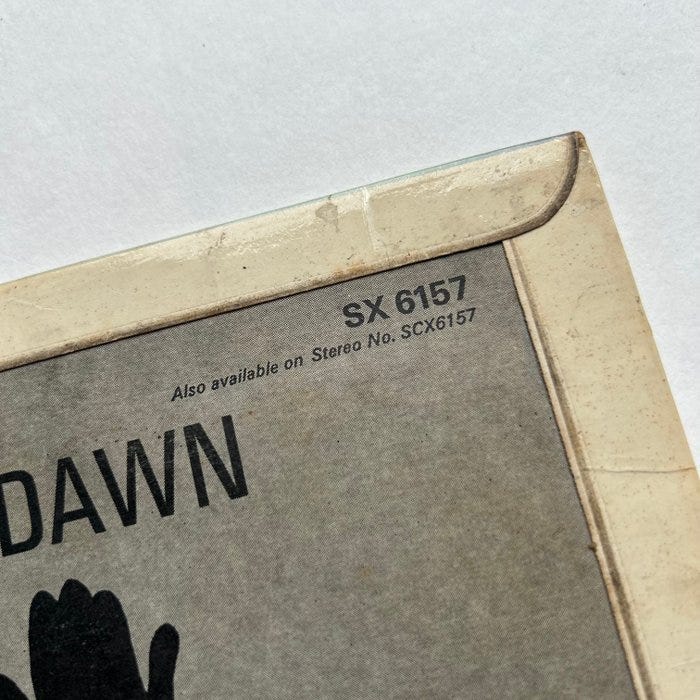 SX 6157
Also available on Stereo No. SCX6157
DAWN